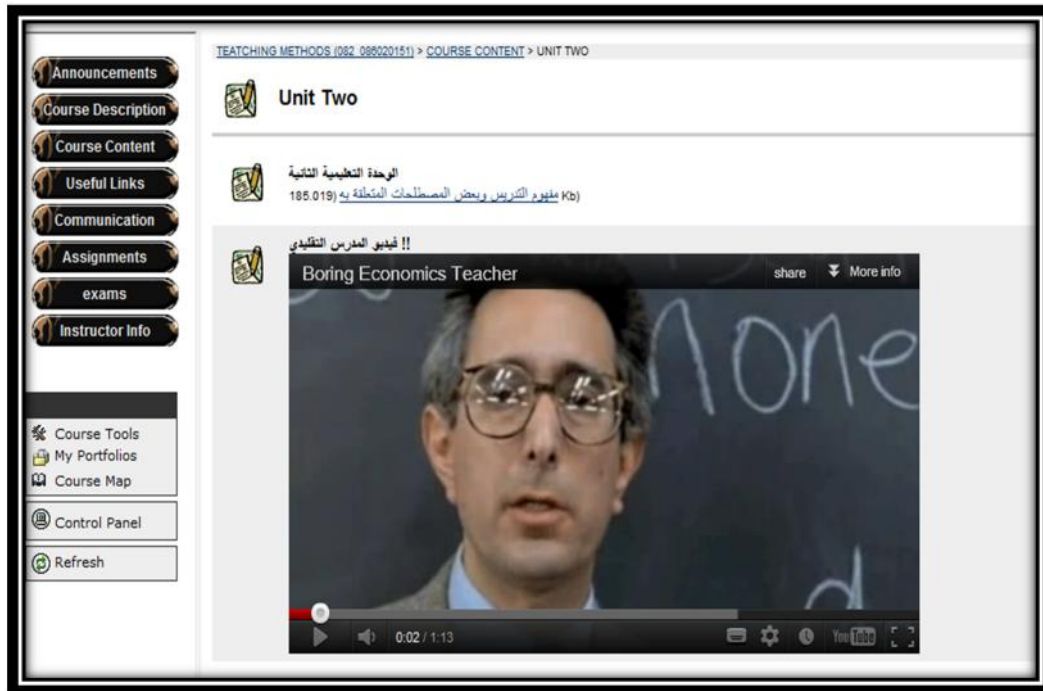 TEATCHING METHODS (082_086020151) > COURSE CONTENT > UNIT TWO
Unit Two
Announcements
Course Description
Course Content
Useful Links
Communication
Assignments
exams
Instructor Info
Course Tools
My Portfolios
Course Map
Control Panel
Refresh
الوحدة التعليمية الثانية
مفهوم التدريس وبعض المصطلحات المتعلقة به (185.019 Kb)
فيديو المدرس التقليدي !!
Boring Economics Teacher
share
More info
mone
d
0:02 / 1:13
YouTube